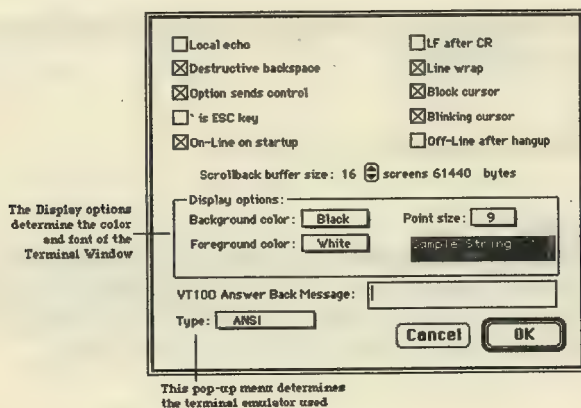 Local echo
Destructive backspace
Option sends control
` is ESC key
On-Line on startup
LF after CR
Line wrap
Block cursor
Blinking cursor
Off-Line after hangup
Scrollback buffer size: 16 screens 61440 bytes
The Display options
determine the color
and font of the
Terminal Window
Display options:
Background color: Black
Point size: 9
Foreground color: White
Sample String
VT100 Answer Back Message:
Type: ANSI
Cancel OK
This pop-up menu determines
the terminal emulator used